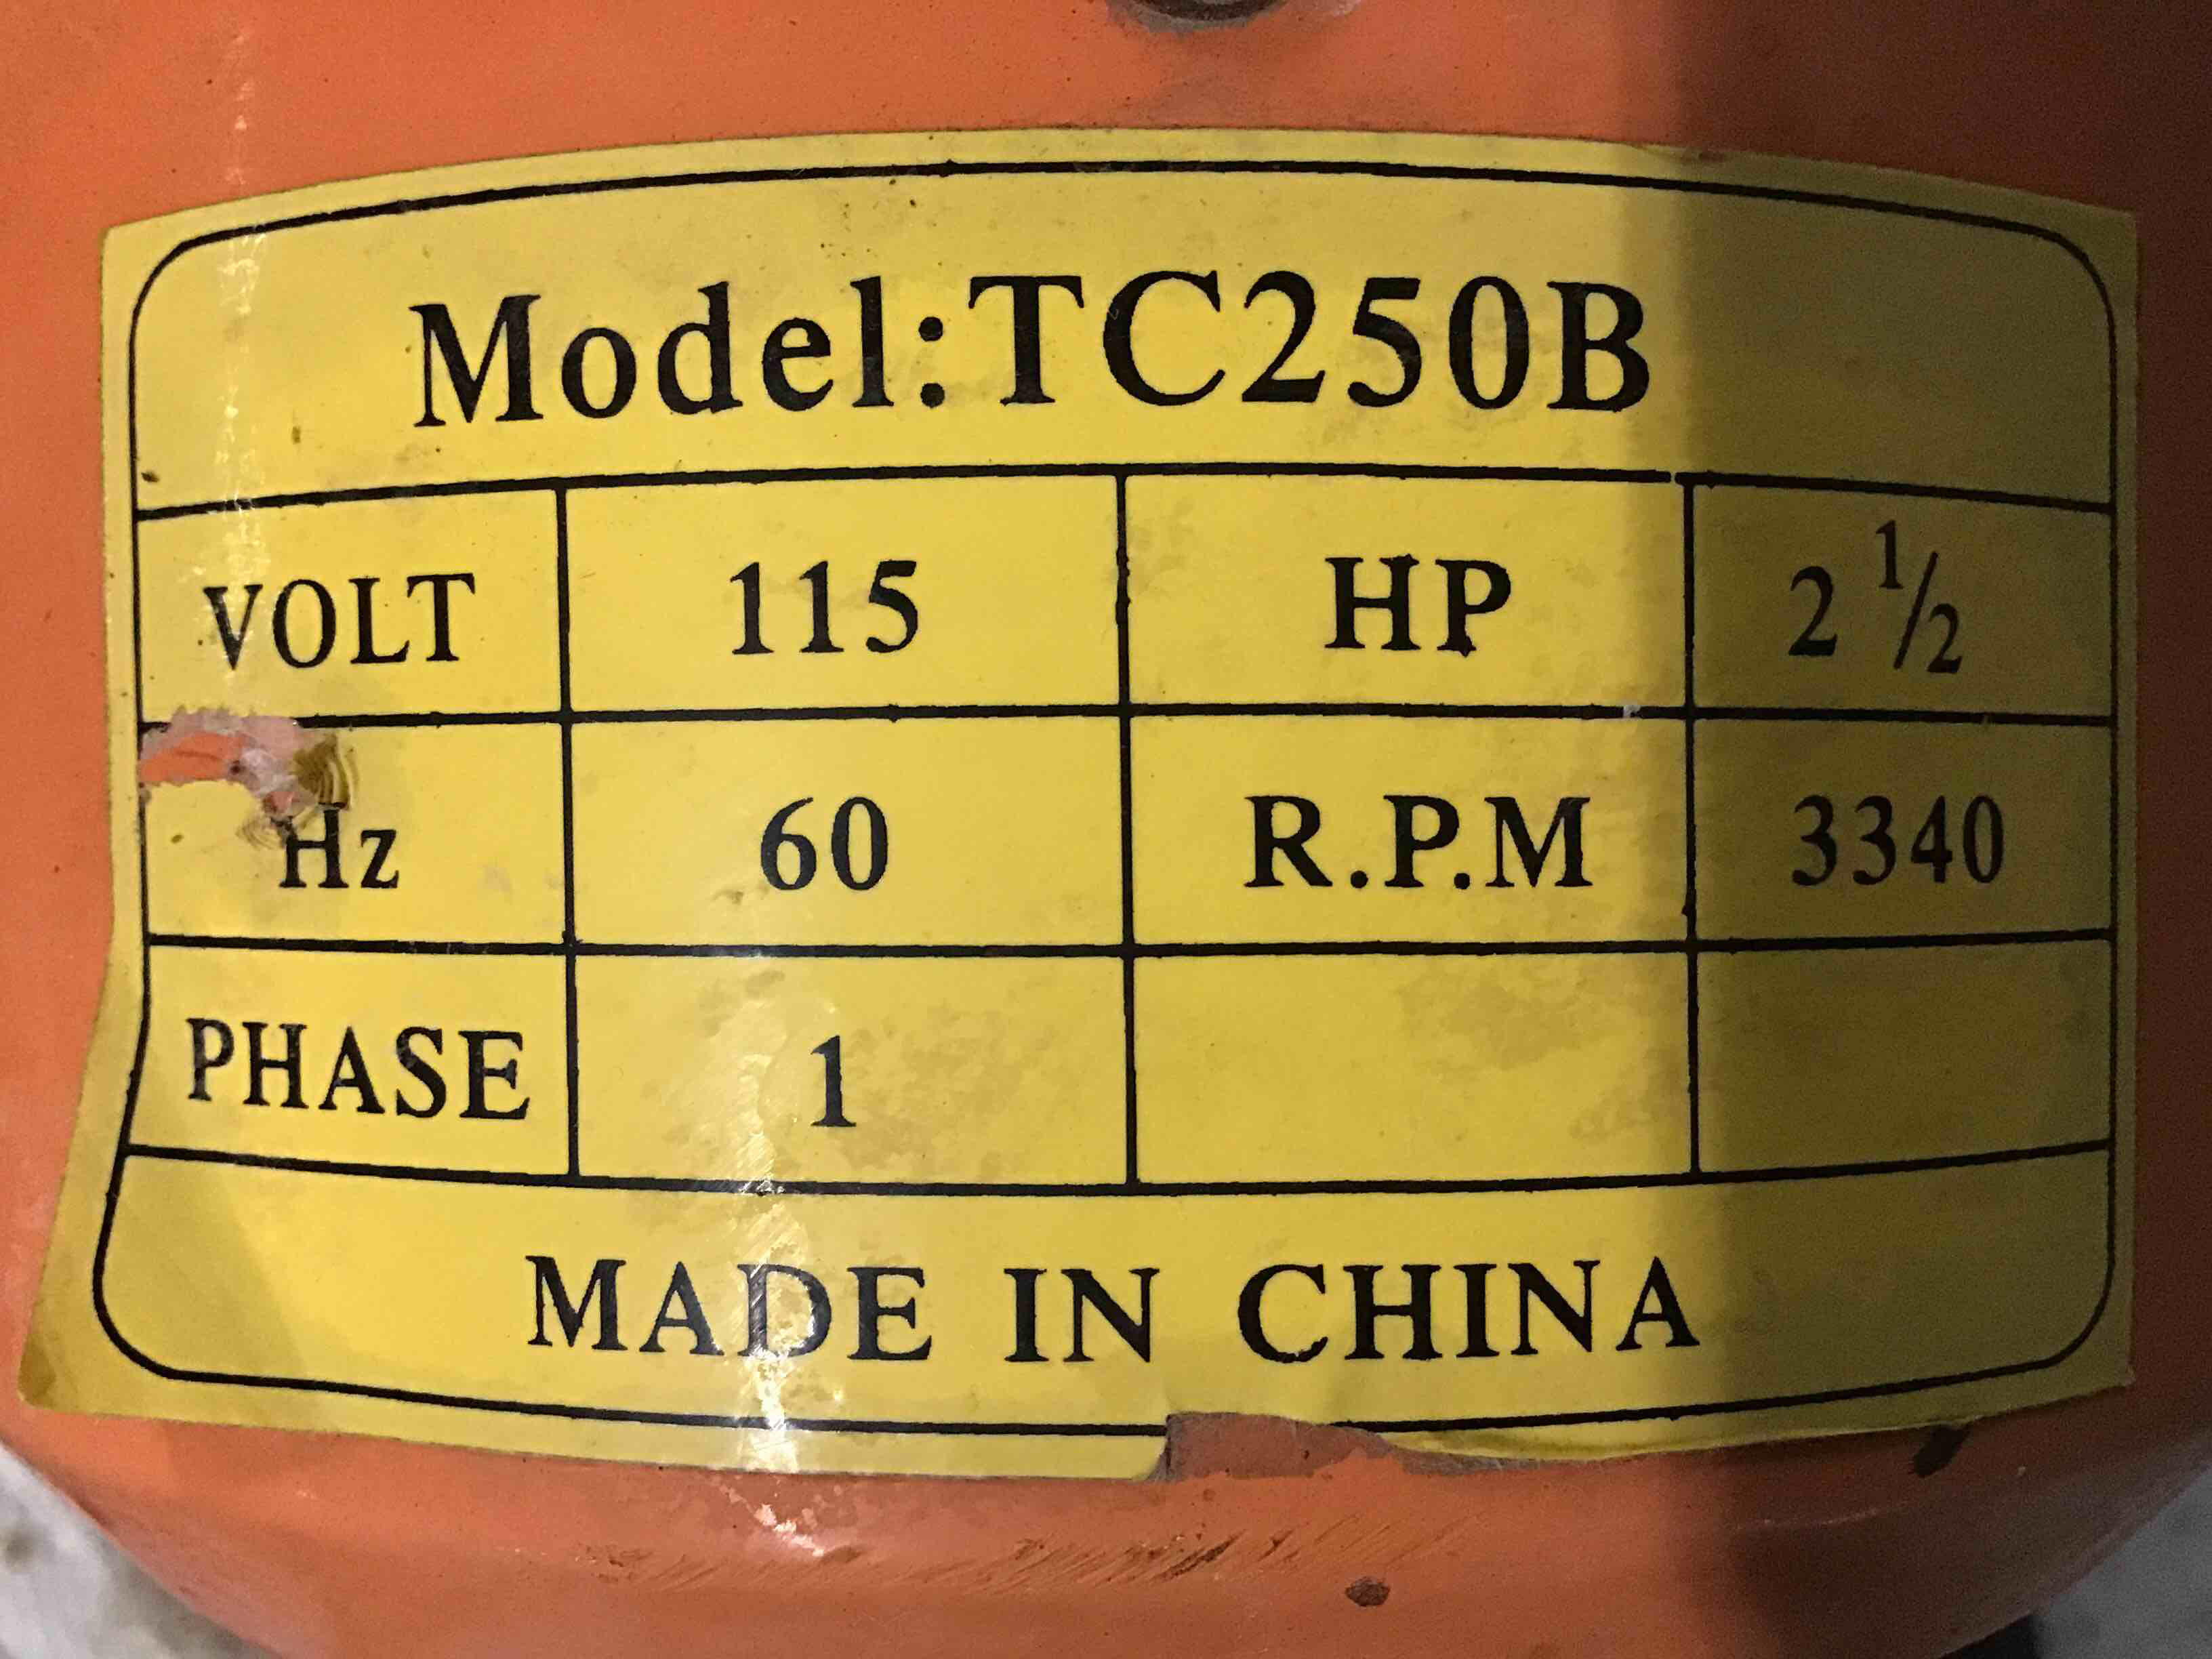 Model:TC250B
VOLT 115 HP 2 1/2
Hz 60 R.P.M 3340
PHASE 1
MADE IN CHINA